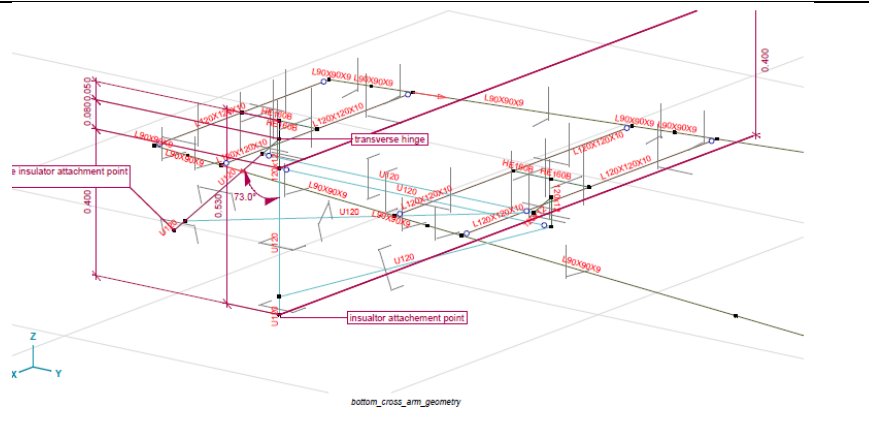 0.400
L90X90X9
L90X90X9
L90X90X9
0.050
0.080
L120X120X10
HE160B
HE160B
L120X120X10
L90X90X9
L90X90X9
L90X90X9
L90X90X9
transverse hinge
L120X120X10
L120X120X10
e insulator attachment point
U120
U120
U120
HE160B
HE160B
L120X120X10
73.0°
L90X90X9
L120X120X10
0.400
0.530
U120
U120
L90X90X9
L120X120X10
U120
U120
L90X90X9
U120
insualtor attachement point
Z
X
Y
bottom_cross_arm_geometry